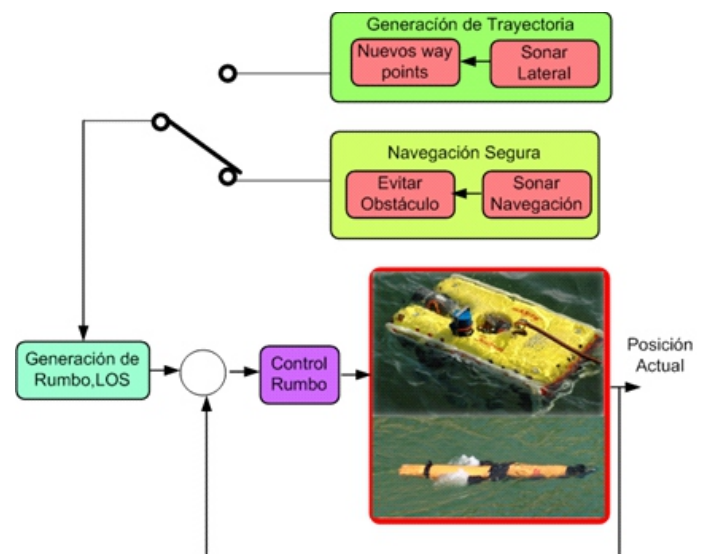 Generación de Trayectoria
Nuevos way
points
Sonar
Lateral
Navegación Segura
Evitar
Obstáculo
Sonar
Navegación
Generación de
Rumbo,LOS
Control
Rumbo
Posición
Actual